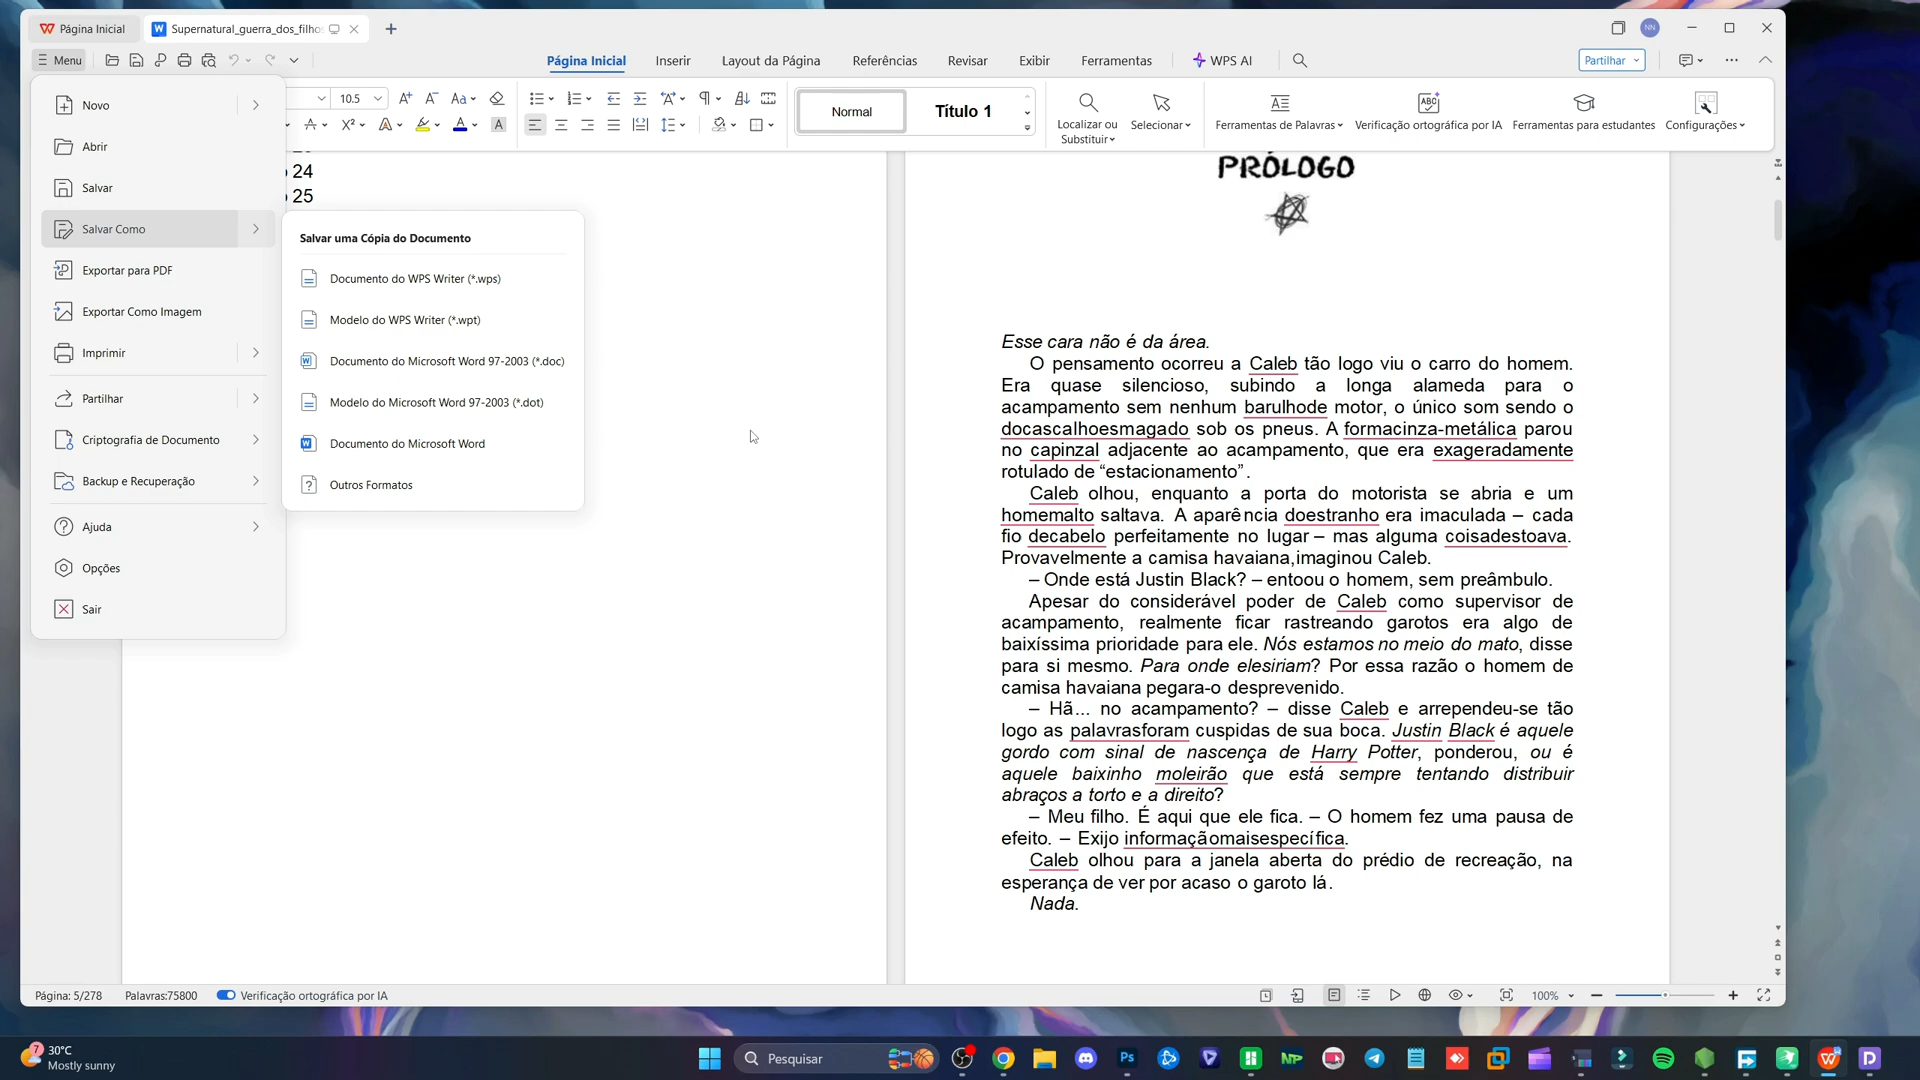 Página Inicial
Supernatural_guerra_dos_filhos
NN
Menu
Página Inicial
Inserir
Layout da Página
Referências
Revisar
Exibir
Ferramentas
WPS AI
Partilhar
10.5
Normal
Título 1
Localizar ou
Substituir
Selecionar
Ferramentas de Palavras
Verificação ortográfica por IA
Ferramentas para estudantes
Configurações
Novo
Abrir
Salvar
Salvar Como
Exportar para PDF
Exportar Como Imagem
Imprimir
Partilhar
Criptografia de Documento
Backup e Recuperação
Ajuda
Opções
Sair
24
25
Salvar uma Cópia do Documento
Documento do WPS Writer (*.wps)
Modelo do WPS Writer (*.wpt)
Documento do Microsoft Word 97-2003 (*.doc)
Modelo do Microsoft Word 97-2003 (*.dot)
Documento do Microsoft Word
Outros Formatos
PRÓLOGO
Esse cara não é da área.
O pensamento ocorreu a Caleb tão logo viu o carro do homem.
Era quase silencioso, subindo a longa alameda para o
acampamento sem nenhum barulhode motor, o único som sendo o
docascalhoesmagado sob os pneus. A formacinza-metálica parou
no capinzal adjacente ao acampamento, que era exageradamente
rotulado de “estacionamento”.
Caleb olhou, enquanto a porta do motorista se abria e um
homemalto saltava. A aparência doestranho era imaculada – cada
fio decabelo perfeitamente no lugar – mas alguma coisadestoava.
Provavelmente a camisa havaiana,imaginou Caleb.
– Onde está Justin Black? – entoou o homem, sem preâmbulo.
Apesar do considerável poder de Caleb como supervisor de
acampamento, realmente ficar rastreando garotos era algo de
baixíssima prioridade para ele. Nós estamos no meio do mato, disse
para si mesmo. Para onde elesiriam? Por essa razão o homem de
camisa havaiana pegara-o desprevenido.
– Hã... no acampamento? – disse Caleb e arrependeu-se tão
logo as palavrasforam cuspidas de sua boca. Justin Black é aquele
gordo com sinal de nascença de Harry Potter, ponderou, ou é
aquele baixinho moleirão que está sempre tentando distribuir
abraços a torto e a direito?
– Meu filho. É aqui que ele fica. – O homem fez uma pausa de
efeito. – Exijo informaçãomaisespecífica.
Caleb olhou para a janela aberta do prédio de recreação, na
esperança de ver por acaso o garoto lá.
Nada.
Página: 5/278
Palavras:75800
Verificação ortográfica por IA
100%
7
30°C
Mostly sunny
Pesquisar